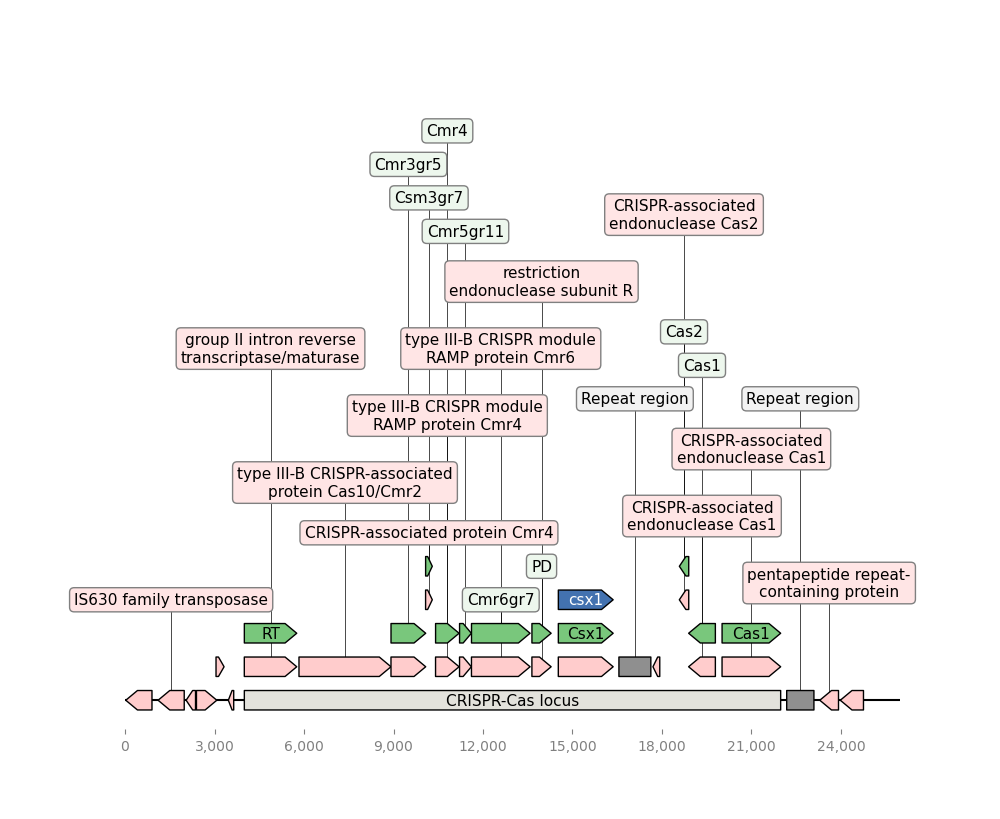 Cmr4
Cmr3gr5
Csm3gr7
CRISPR-associated
endonuclease Cas2
Cmr5gr11
restriction
endonuclease subunit R
Cas2
group II intron reverse
transcriptase/maturase
type III-B CRISPR module
RAMP protein Cmr6
Cas1
Repeat region
Repeat region
type III-B CRISPR module
RAMP protein Cmr4
CRISPR-associated
endonuclease Cas1
type III-B CRISPR-associated
protein Cas10/Cmr2
CRISPR-associated
endonuclease Cas1
CRISPR-associated protein Cmr4
PD
pentapeptide repeat-
containing protein
IS630 family transposase
Cmr6gr7
csx1
RT
Csx1
Cas1
CRISPR-Cas locus
0
3,000
6,000
9,000
12,000
15,000
18,000
21,000
24,000